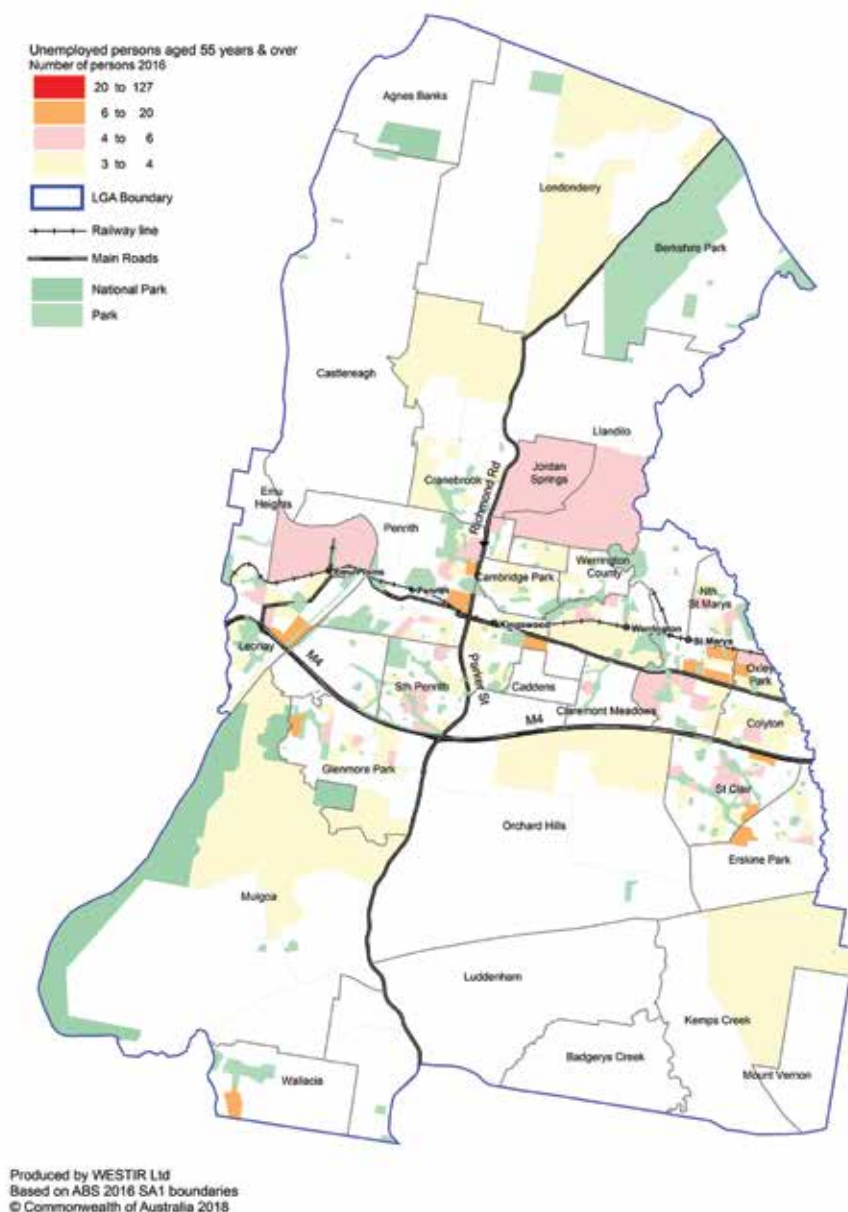 Unemployed persons aged 55 years & over
Number of persons 2016
20 to 127
6 to 20
4 to 6
3 to 4
LGA Boundary
Railway line
Main Roads
National Park
Park
Agnes Banks
Londonderry
Berkshire Park
Castlereagh
Llandilo
Jordan
Springs
Cranebrook
Richmond Rd
Emu
Heights
Penrith
Cambridge Park
Werrington
County
Nth
St Marys
Emu Plains
Penrith
Kingswood
Werrington
St Marys
Oxley
Park
Leonay
M4
Sth Penrith
Parker St
Caddens
Claremont Meadows
Colyton
M4
Glenmore Park
St Clair
Orchard Hills
Erskine Park
Mulgoa
Luddenham
Kemps Creek
Badgerys Creek
Mount Vernon
Wallacia
Produced by WESTIR Ltd
Based on ABS 2016 SA1 boundaries
© Commonwealth of Australia 2018